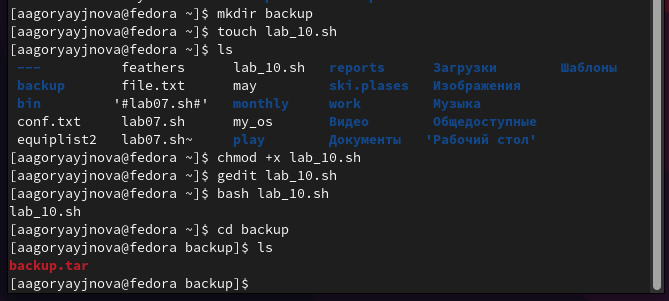 [aagoryayjnova@fedora ~]$ mkdir backup
[aagoryayjnova@fedora ~]$ touch lab_10.sh
[aagoryayjnova@fedora ~]$ ls
--- feathers lab_10.sh reports Загрузки Шаблоны
backup file.txt may ski.plases Изображения
bin '#lab07.sh#' monthly work Музыка
conf.txt lab07.sh my_os Видео Общедоступные
equiplist2 lab07.sh~ play Документы 'Рабочий стол'
[aagoryayjnova@fedora ~]$ chmod +x lab_10.sh
[aagoryayjnova@fedora ~]$ gedit lab_10.sh
[aagoryayjnova@fedora ~]$ bash lab_10.sh
lab_10.sh
[aagoryayjnova@fedora ~]$ cd backup
[aagoryayjnova@fedora backup]$ ls
backup.tar
[aagoryayjnova@fedora backup]$